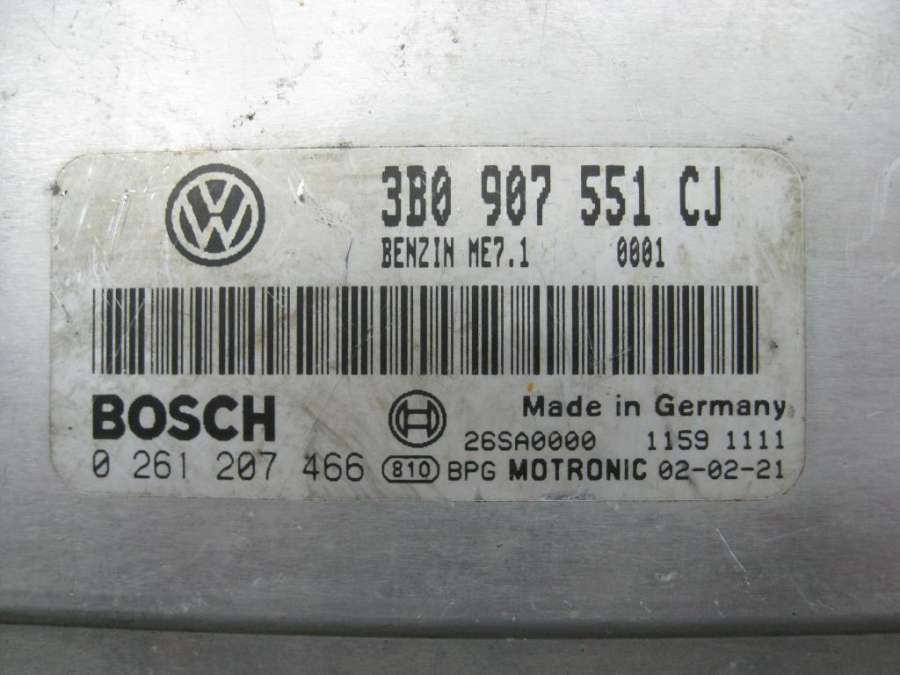 3B0 907 551 CJ
BENZIN ME7.1 0001
BOSCH
Made in Germany
26SA0000 1159 1111
0 261 207 466 810 BPG MOTRONIC 02-02-21